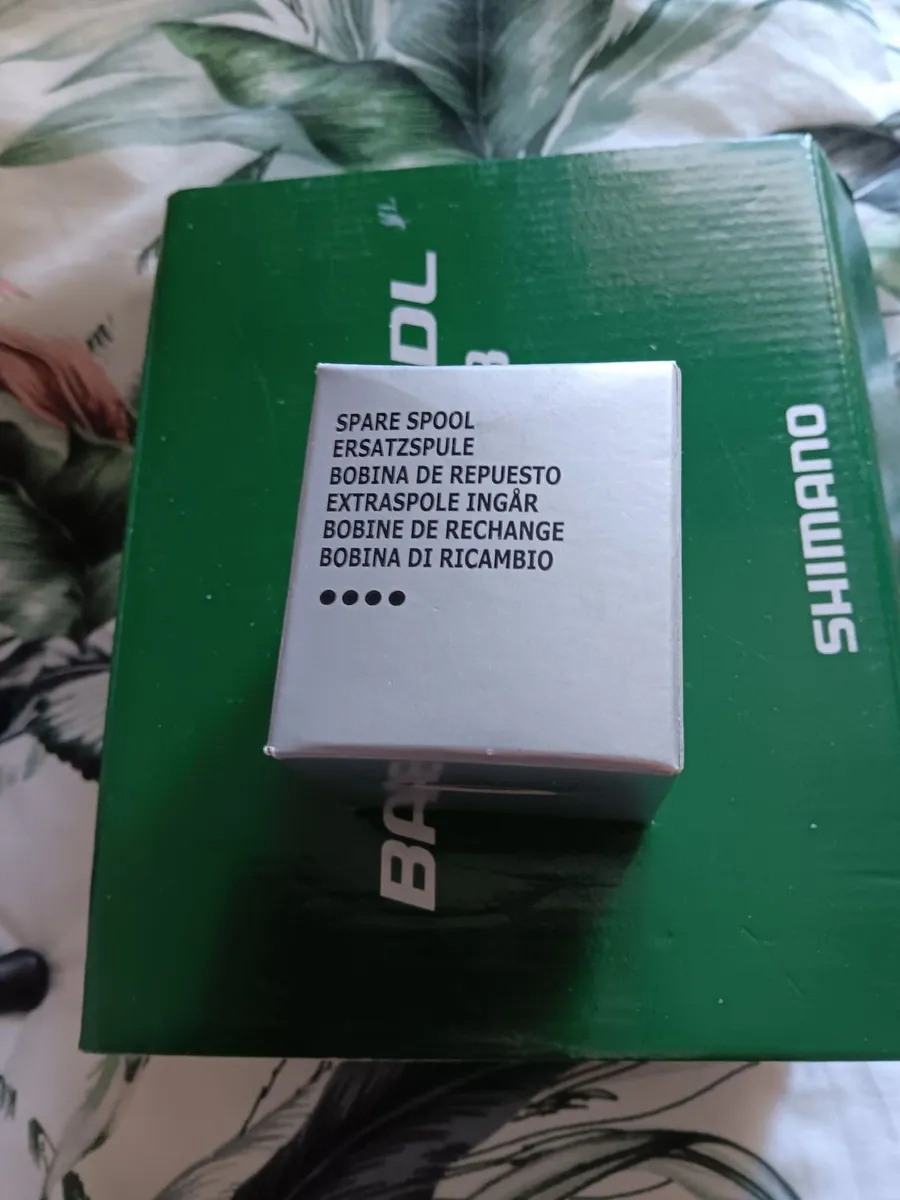 SPARE SPOOL
ERSATZSPULE
BOBINA DE REPUESTO
EXTRASPOLE INGÅR
BOBINE DE RECHANGE
BOBINA DI RICAMBIO
SHIMANO